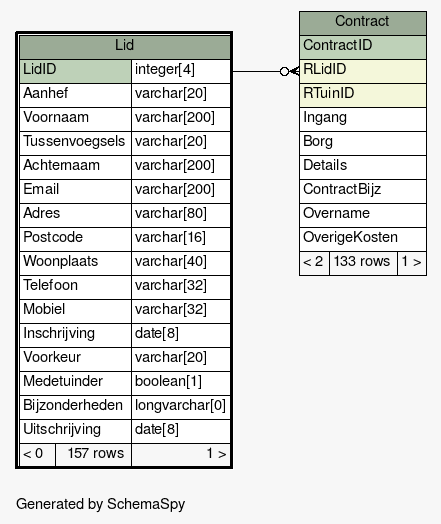 Lid
LidID integer[4]
Aanhef varchar[20]
Voornaam varchar[200]
Tussenvoegsels varchar[20]
Achternaam varchar[200]
Email varchar[200]
Adres varchar[80]
Postcode varchar[16]
Woonplaats varchar[40]
Telefoon varchar[32]
Mobiel varchar[32]
Inschrijving date[8]
Voorkeur varchar[20]
Medetuinder boolean[1]
Bijzonderheden longvarchar[0]
Uitschrijving date[8]
< 0 157 rows 1 >
Contract
ContractID
RLidID
RTuinID
Ingang
Borg
Details
ContractBijz
Overname
OverigeKosten
< 2 133 rows 1 >
Generated by SchemaSpy